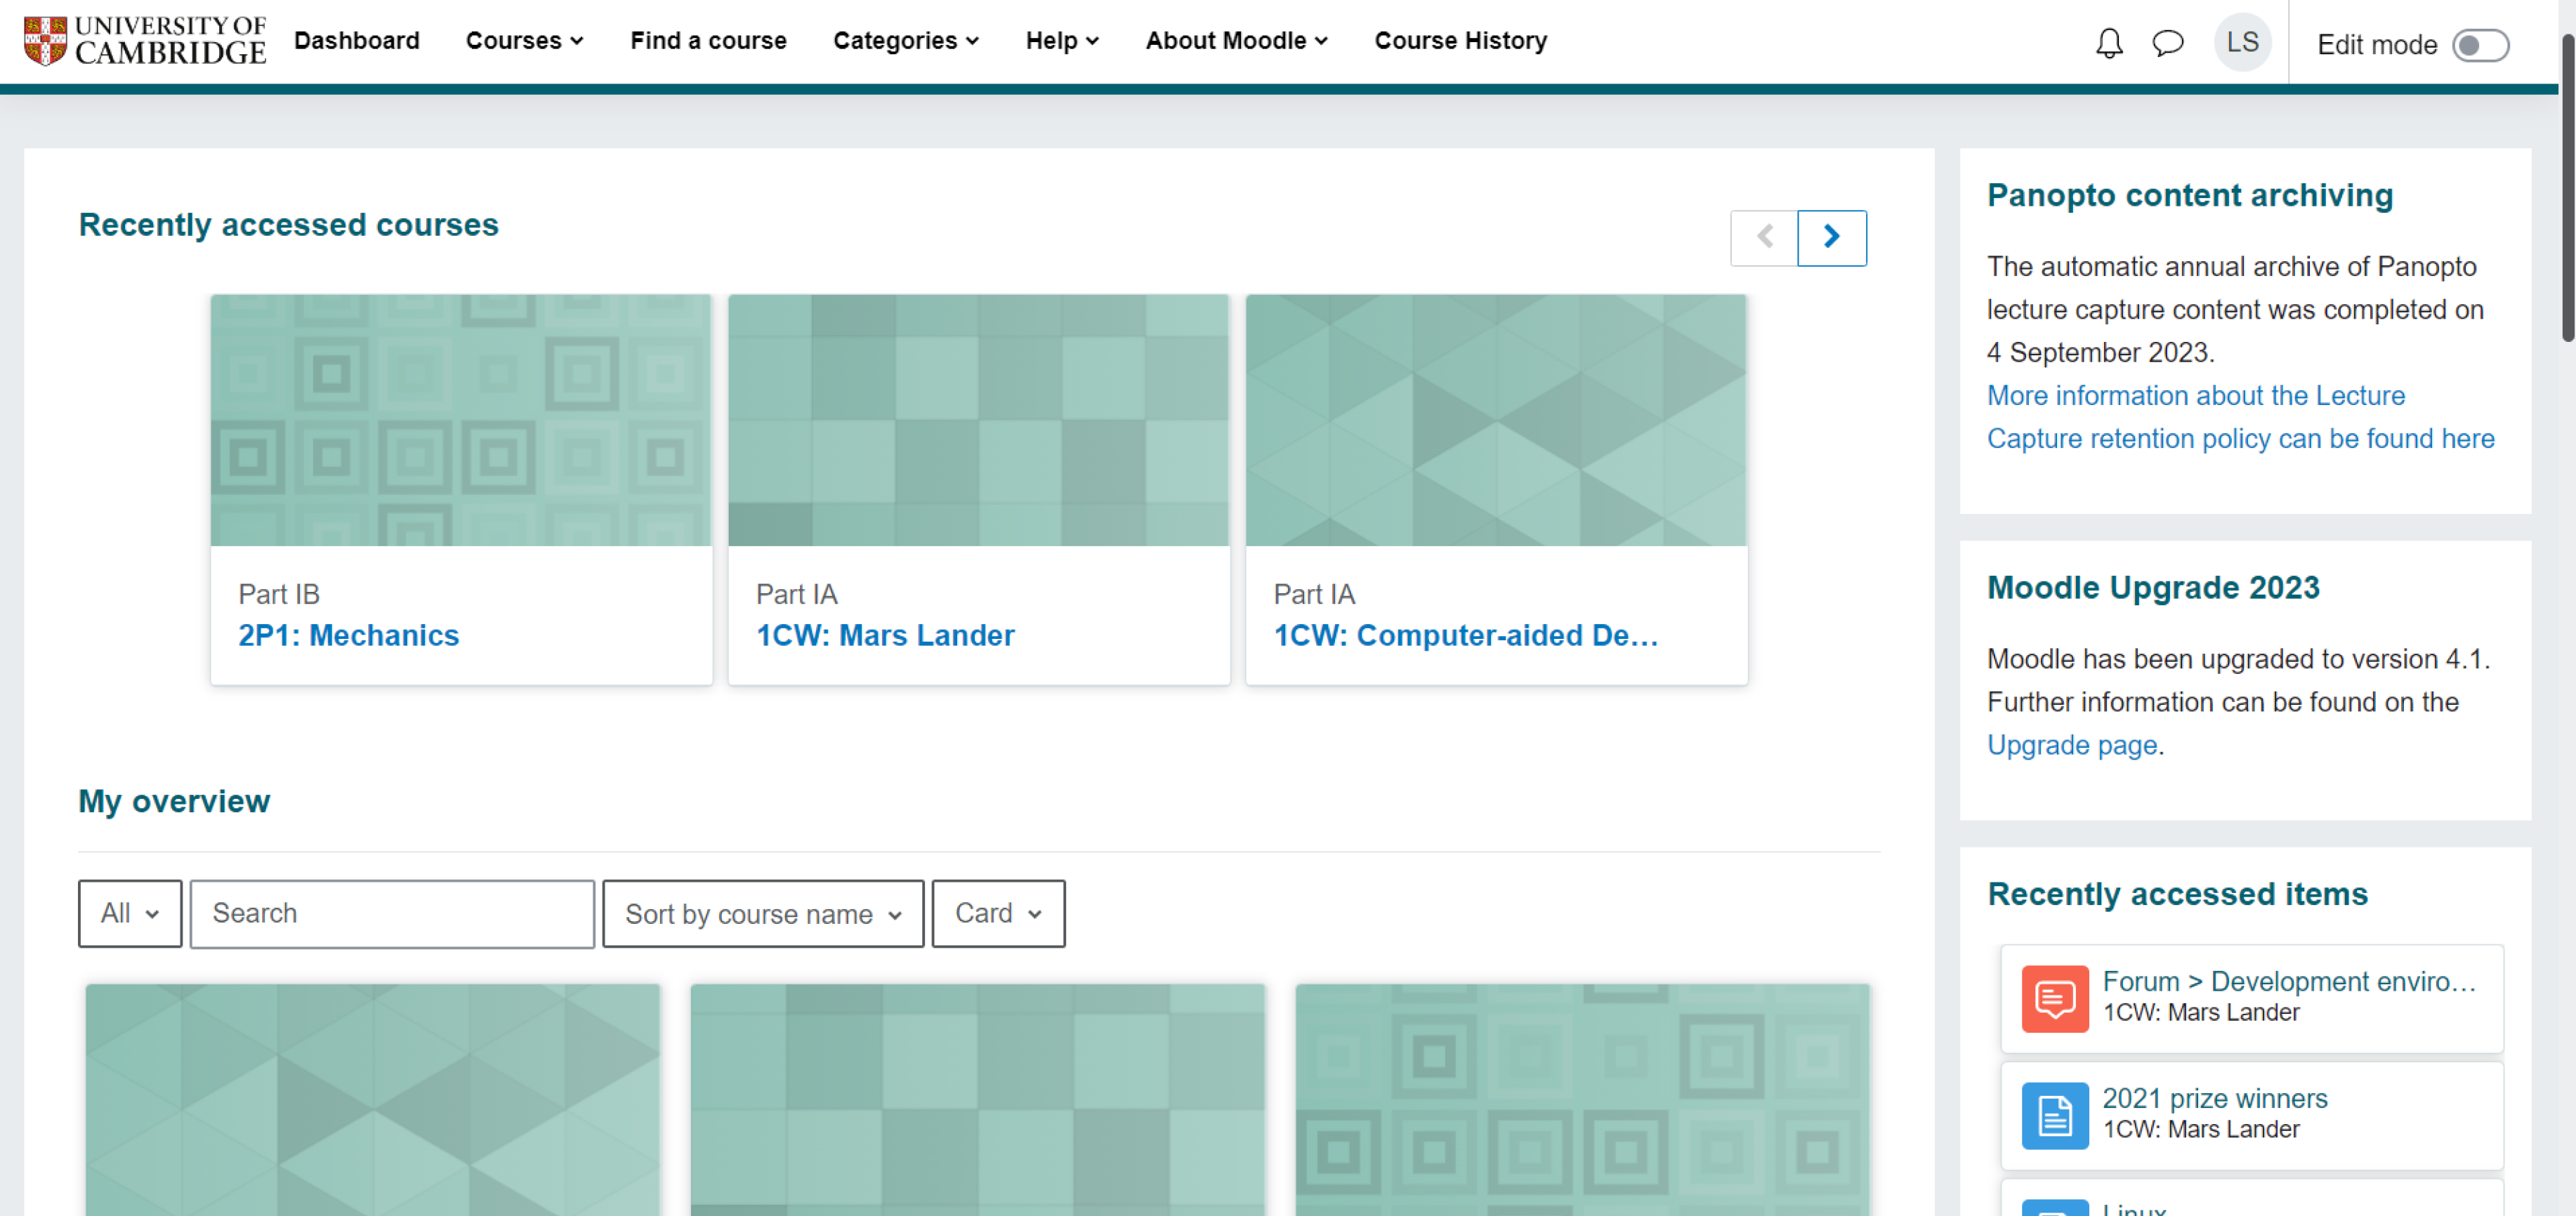 UNIVERSITY OF
CAMBRIDGE
Dashboard
Courses
Find a course
Categories
Help
About Moodle
Course History
LS
Edit mode
Recently accessed courses
Part IB
2P1: Mechanics
Part IA
1CW: Mars Lander
Part IA
1CW: Computer-aided De...
My overview
All
Search
Sort by course name
Card
Panopto content archiving
The automatic annual archive of Panopto
lecture capture content was completed on
4 September 2023.
More information about the Lecture
Capture retention policy can be found here
Moodle Upgrade 2023
Moodle has been upgraded to version 4.1.
Further information can be found on the
Upgrade page.
Recently accessed items
Forum > Development enviro...
1CW: Mars Lander
2021 prize winners
1CW: Mars Lander
Linux